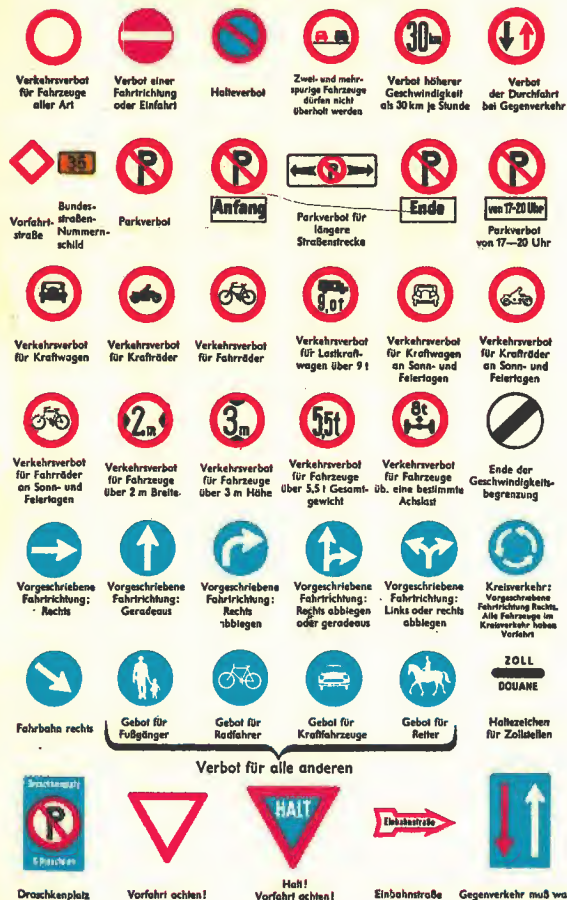 30 km
Verkehrsverbot
für Fahrzeuge
aller Art
Verbot einer
Fahrtrichtung
oder Einfahrt
Halteverbot
Zwei- und mehr-
spurige Fahrzeuge
dürfen nicht
überholt werden
Verbot höherer
Geschwindigkeit
als 30 km je Stunde
Verbot
der Durchfahrt
bei Gegenverkehr
35
P
P
Anfang
P
P
Ende
P
von 17-20 Uhr
Vorfahrt-
straße
Bundes-
straßen-
Nummern-
schild
Parkverbot
Parkverbot für
längere
Straßenstrecke
Parkverbot
von 17—20 Uhr
9,0t
Verkehrsverbot
für Kraftwagen
Verkehrsverbot
für Krafträder
Verkehrsverbot
für Fahrräder
Verkehrsverbot
für Lastkraft-
wagen über 9 t
Verkehrsverbot
für Kraftwagen
an Sonn- und
Feiertagen
Verkehrsverbot
für Krafträder
an Sonn- und
Feiertagen
2m
3m
5,5t
8t
Verkehrsverbot
für Fahrräder
an Sonn- und
Feiertagen
Verkehrsverbot
für Fahrzeuge
über 2 m Breite
Verkehrsverbot
für Fahrzeuge
über 3 m Höhe
Verkehrsverbot
für Fahrzeuge
über 5,5 t Gesamt-
gewicht
Verkehrsverbot
für Fahrzeuge
üb. eine bestimmte
Achslast
Ende der
Geschwindigkeits-
begrenzung
Vorgeschriebene
Fahrtrichtung:
Rechts
Vorgeschriebene
Fahrtrichtung:
Geradeaus
Vorgeschriebene
Fahrtrichtung:
Rechts
abbiegen
Vorgeschriebene
Fahrtrichtung:
Rechts abbiegen
oder geradeaus
Vorgeschriebene
Fahrtrichtung:
Links oder rechts
abbiegen
Kreisverkehr:
Vorgeschriebene
Fahrtrichtung Rechts.
Alle Fahrzeuge im
Kreisverkehr haben
Vorfahrt
ZOLL
DOUANE
Fahrbahn rechts
Gebot für
Fußgänger
Gebot für
Radfahrer
Gebot für
Kraftfahrzeuge
Gebot für
Reiter
Haltezeichen
für Zollstellen
Verbot für alle anderen
Droschkenplatz
P
HALT
Einbahnstraße
Droschkenplatz
Vorfahrt achten!
Halt!
Vorfahrt achten!
Einbahnstraße
Gegenverkehr muß wa